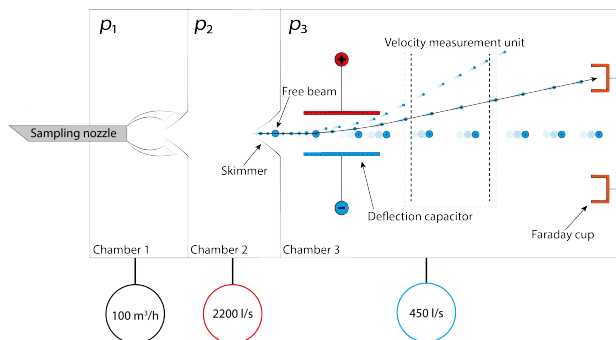 p1
p2
p3
Velocity measurement unit
Free beam
Sampling nozzle
Skimmer
Deflection capacitor
Faraday cup
Chamber 1
Chamber 2
Chamber 3
100 m³/h
2200 l/s
450 l/s